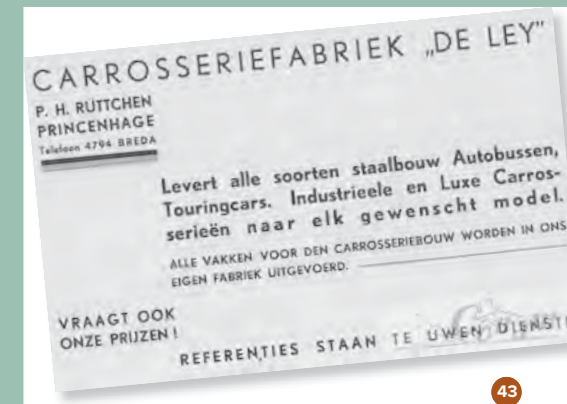 CARROSSERIEFABRIEK „DE LEY”
P. H. RÜTTCHEN
PRINCENHAGE
Telefoon 4794 BREDA
Levert alle soorten staalbouw Autobussen,
Touringcars. Industrieele en Luxe Carros-
serieën naar elk gewenscht model.
ALLE VAKKEN VOOR DEN CARROSSERIEBOUW WORDEN IN ONS
EIGEN FABRIEK UITGEVOERD.
VRAAGT OOK
ONZE PRIJZEN !
REFERENTIES STAAN TE UWEN DIENSTE
43